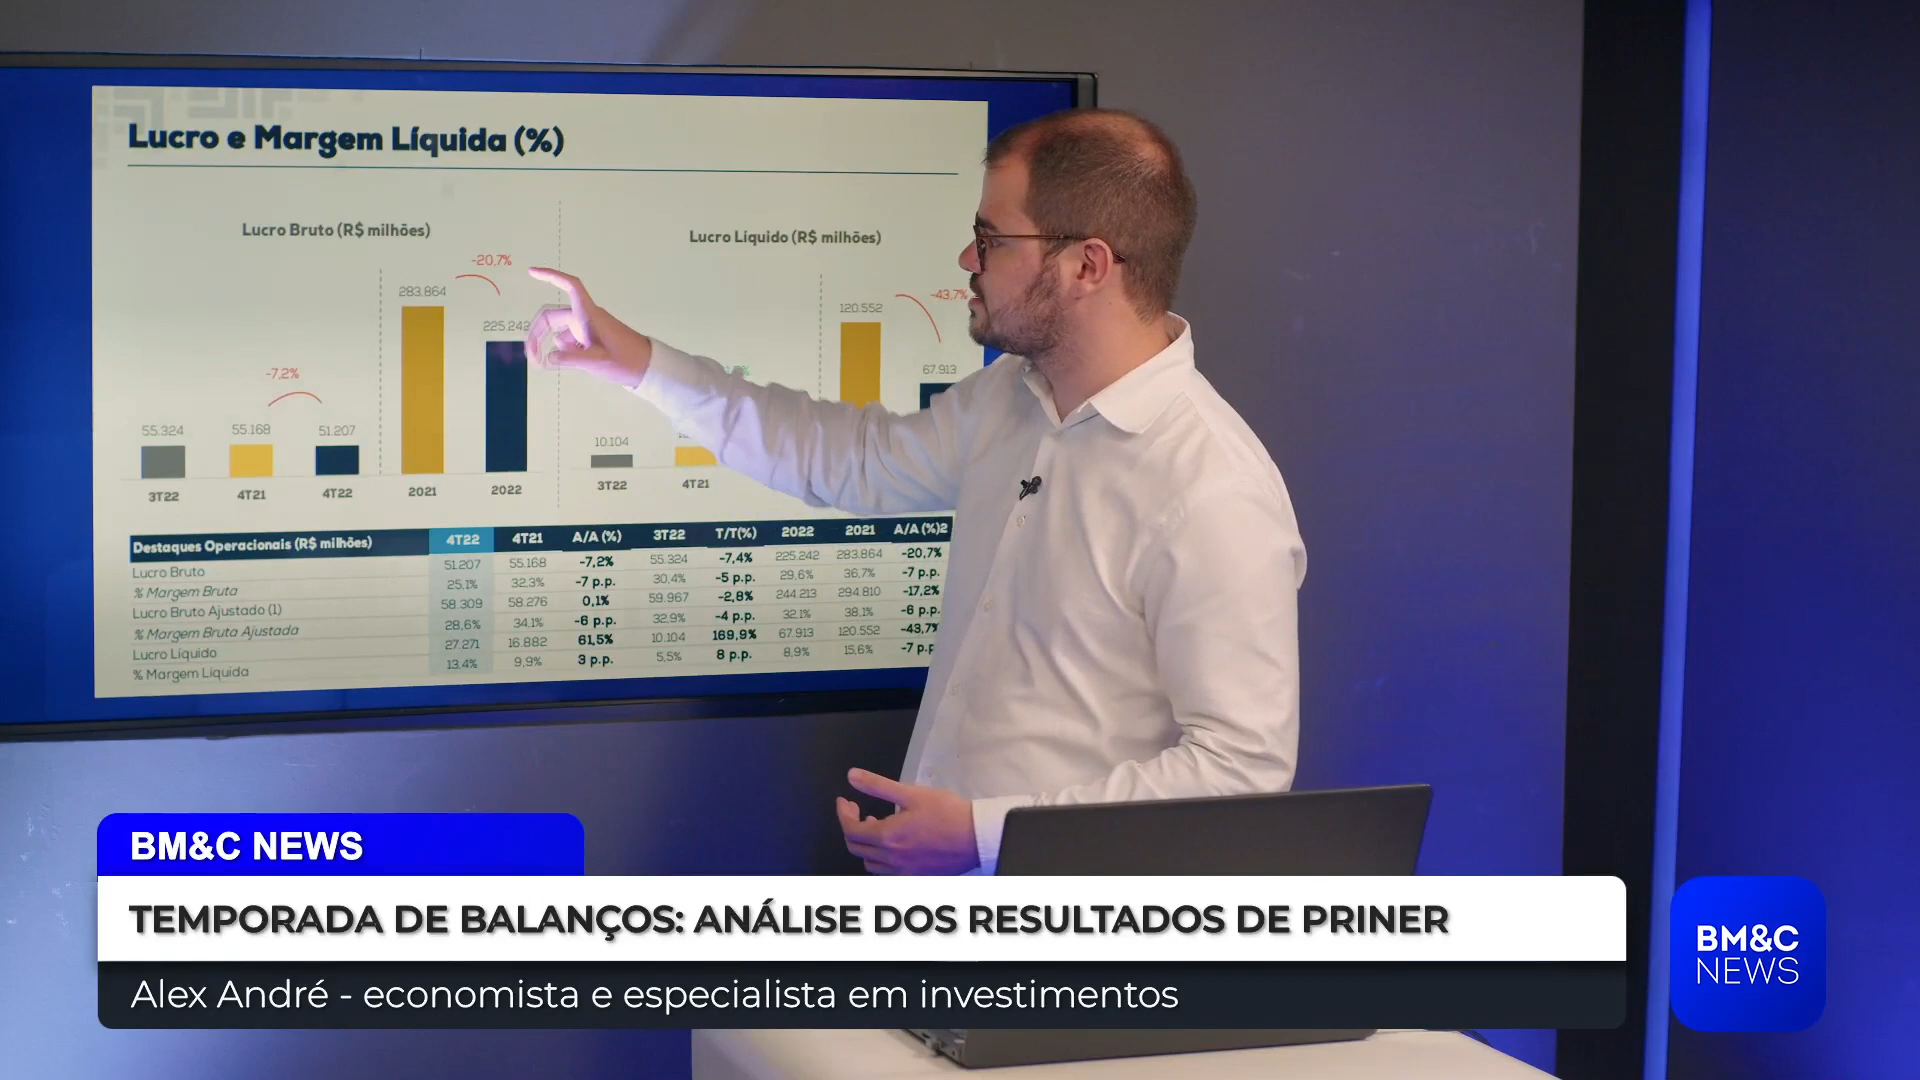 Lucro e Margem Líquida (%)
Lucro Bruto (R$ milhões)
-20,7%
283.864
225.242
-7,2%
55.324
55.168
51.207
3T22
4T21
4T22
2021
2022
Lucro Líquido (R$ milhões)
-43,7%
120.552
67.913
10.104
3T22
4T21
Destaques Operacionais (R$ milhões) 4T22 4T21 A/A (%) 3T22 T/T(%) 2022 2021 A/A (%)2
Lucro Bruto 51.207 55.168 -7,2% 55.324 -7,4% 225.242 283.864 -20,7%
% Margem Bruta 25,1% 32,3% -7 p.p. 30,4% -5 p.p. 29,6% 36,7% -7 p.p.
Lucro Bruto Ajustado (1) 58.309 58.276 0,1% 59.967 -2,8% 244.213 294.810 -17,2%
% Margem Bruta Ajustada 28,6% 34,1% -6 p.p. 32,9% -4 p.p. 32,1% 38,1% -6 p.p.
Lucro Líquido 27.271 16.882 61,5% 10.104 169,9% 67.913 120.552 -43,7%
% Margem Líquida 13,4% 9,9% 3 p.p. 5,5% 8 p.p. 8,9% 15,6% -7 p.p
BM&C NEWS
TEMPORADA DE BALANÇOS: ANÁLISE DOS RESULTADOS DE PRINER
Alex André - economista e especialista em investimentos
BM&C
NEWS